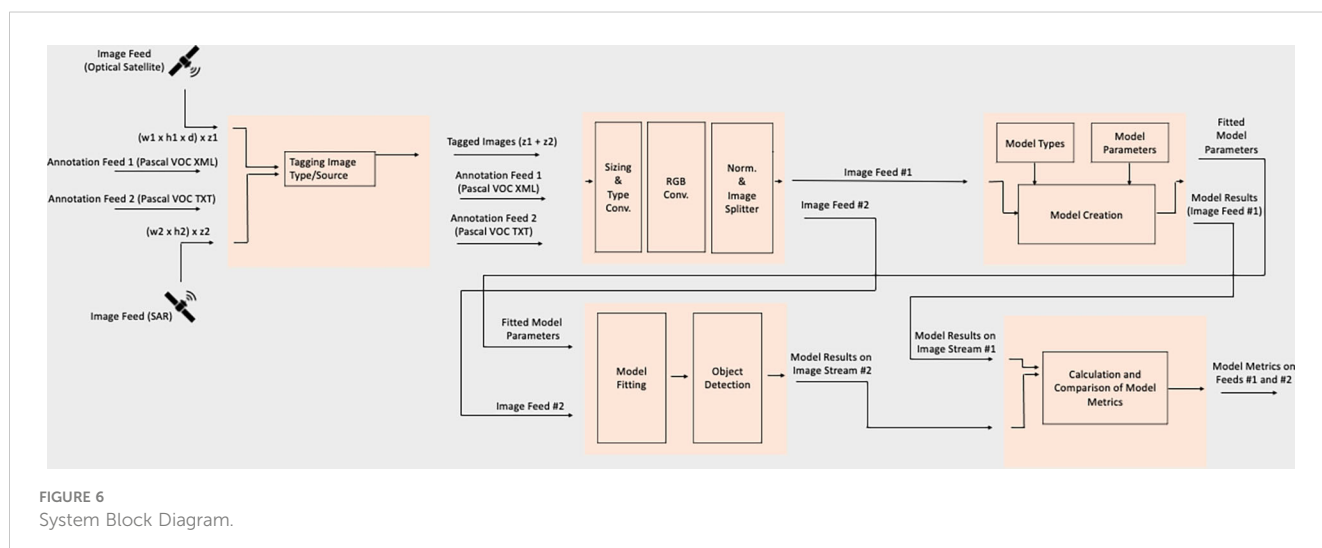 Image Feed
(Optical Satellite)
(w1 x h1 x d) x z1
Annotation Feed 1 (Pascal VOC XML)
Annotation Feed 2 (Pascal VOC TXT)
(w2 x h2) x z2
Image Feed (SAR)
Tagging Image
Type/Source
Tagged Images (z1 + z2)
Annotation Feed 1
(Pascal VOC XML)
Annotation Feed 2
(Pascal VOC TXT)
Sizing
&
Type
Conv.
RGB
Conv.
Norm.
&
Image
Splitter
Image Feed #1
Image Feed #2
Model Types
Model
Parameters
Model Creation
Fitted
Model
Parameters
Model Results
(Image Feed #1)
Fitted Model
Parameters
Image Feed #2
Model
Fitting
Object
Detection
Model Results on
Image Stream #2
Model Results on
Image Stream #1
Calculation and
Comparison of Model
Metrics
Model Metrics on
Feeds #1 and #2
FIGURE 6
System Block Diagram.